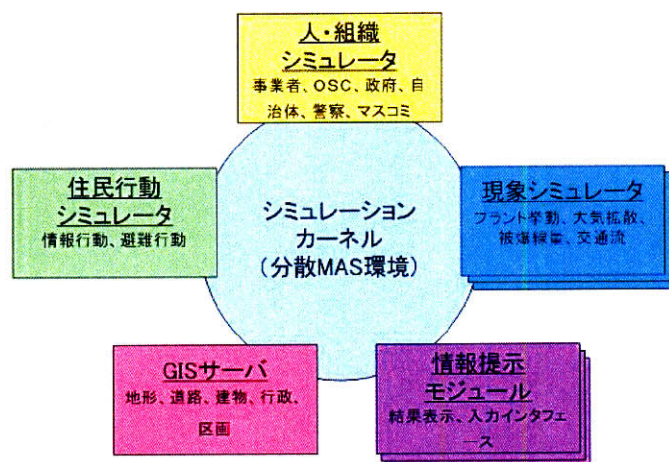 人・組織
シミュレータ
事業者、OSC、政府、自
治体、警察、マスコミ
住民行動
シミュレータ
情報行動、避難行動
シミュレーション
カーネル
（分散MAS環境）
現象シミュレータ
プラント挙動、大気拡散、
被爆線量、交通流
GISサーバ
地形、道路、建物、行政、
区画
情報提示
モジュール
結果表示、入力インタフェ
ース